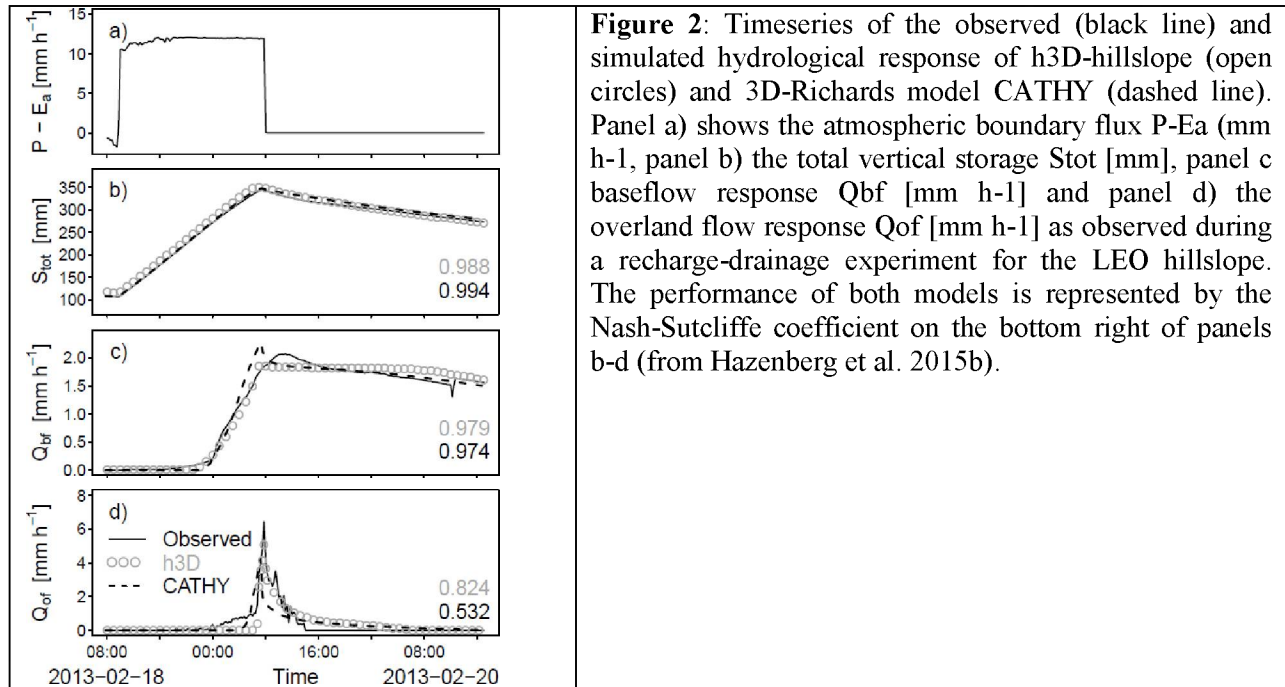 a)
P − Ea [mm h−1]
15
10
5
0
b)
Stot [mm]
350
300
250
200
150
100
0.988
0.994
c)
Qbf [mm h−1]
2.0
1.5
1.0
0.5
0.0
0.979
0.974
d)
Qof [mm h−1]
8
6
4
2
0
Observed
h3D
CATHY
0.824
0.532
08:00 00:00 16:00 08:00
2013−02−18 Time 2013−02−20
Figure 2: Timeseries of the observed (black line) and
simulated hydrological response of h3D-hillslope (open
circles) and 3D-Richards model CATHY (dashed line).
Panel a) shows the atmospheric boundary flux P-Ea (mm
h-1, panel b) the total vertical storage Stot [mm], panel c
baseflow response Qbf [mm h-1] and panel d) the
overland flow response Qof [mm h-1] as observed during
a recharge-drainage experiment for the LEO hillslope.
The performance of both models is represented by the
Nash-Sutcliffe coefficient on the bottom right of panels
b-d (from Hazenberg et al. 2015b).